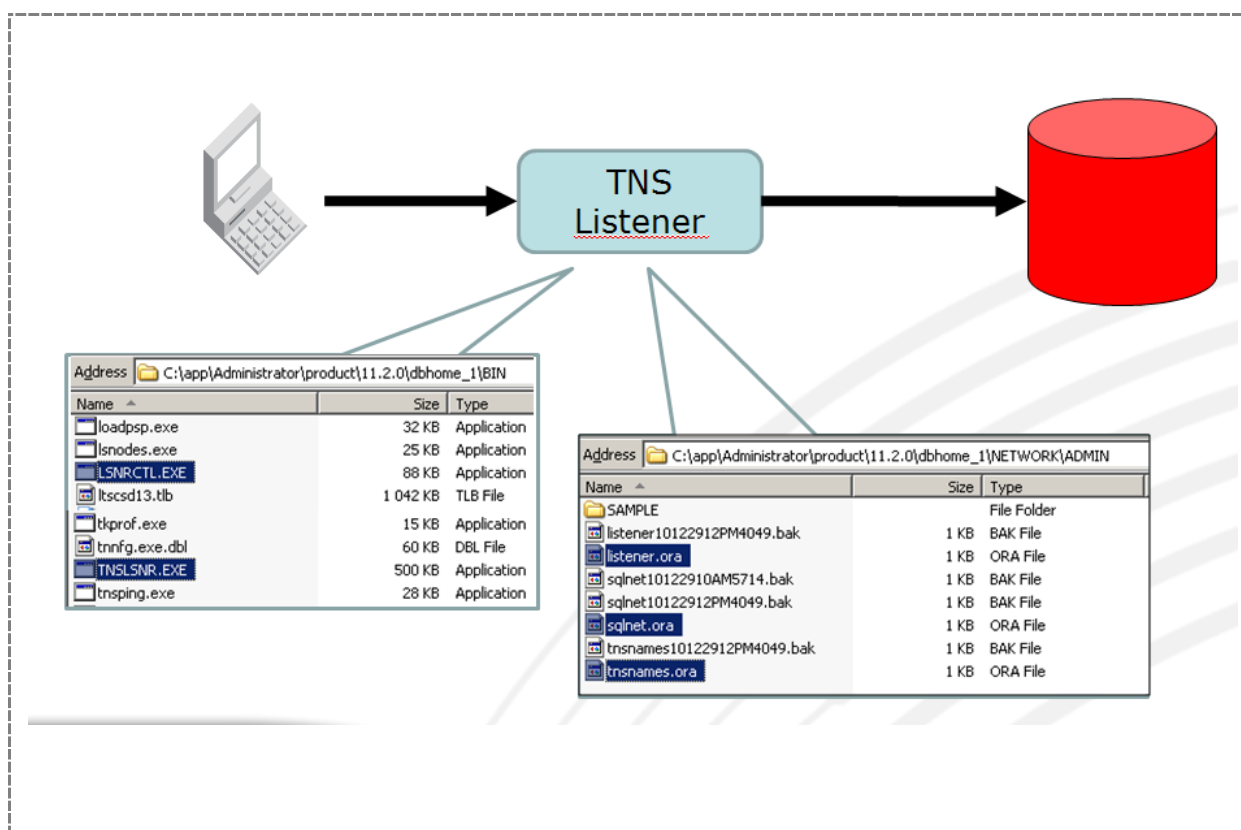 TNS
Listener
Address C:\app\Administrator\product\11.2.0\dbhome_1\BIN
Name Size Type
loadpsp.exe 32 KB Application
lsnodes.exe 25 KB Application
LSNRCTL.EXE 88 KB Application
ltscsd13.tlb 1 042 KB TLB File
tkprof.exe 15 KB Application
tnnfg.exe.dbl 60 KB DBL File
TNSLSNR.EXE 500 KB Application
tnsping.exe 28 KB Application
Address C:\app\Administrator\product\11.2.0\dbhome_1\NETWORK\ADMIN
Name Size Type
SAMPLE File Folder
listener10122912PM4049.bak 1 KB BAK File
listener.ora 1 KB ORA File
sqlnet10122910AM5714.bak 1 KB BAK File
sqlnet10122912PM4049.bak 1 KB BAK File
sqlnet.ora 1 KB ORA File
tnsnames10122912PM4049.bak 1 KB BAK File
tnsnames.ora 1 KB ORA File